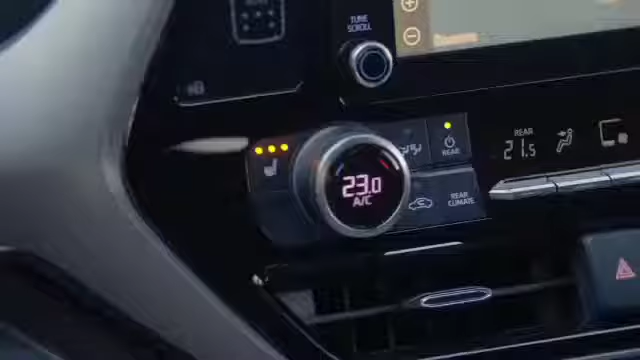 TUNE
SCROLL
23.0
A/C
REAR
REAR
CLIMATE
REAR
21.5